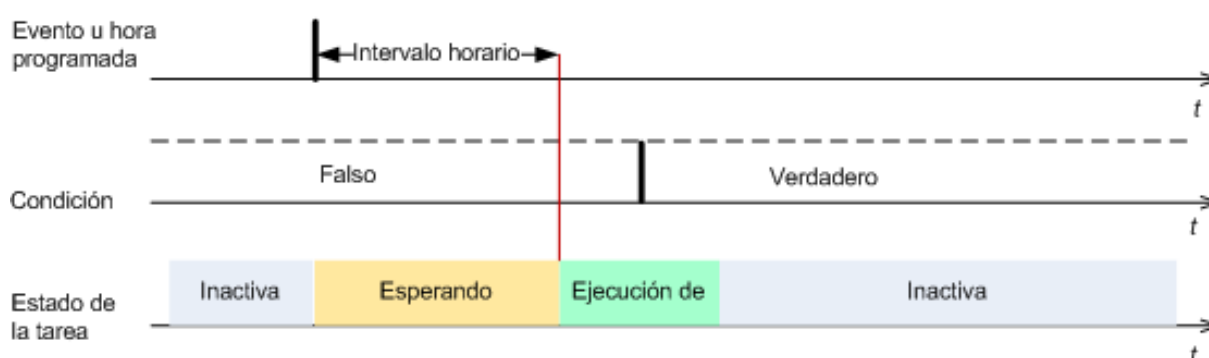 Evento u hora
programada
Intervalo horario
t
Falso
Verdadero
Condición
t
Inactiva
Esperando
Ejecución de
Inactiva
Estado de
la tarea
t